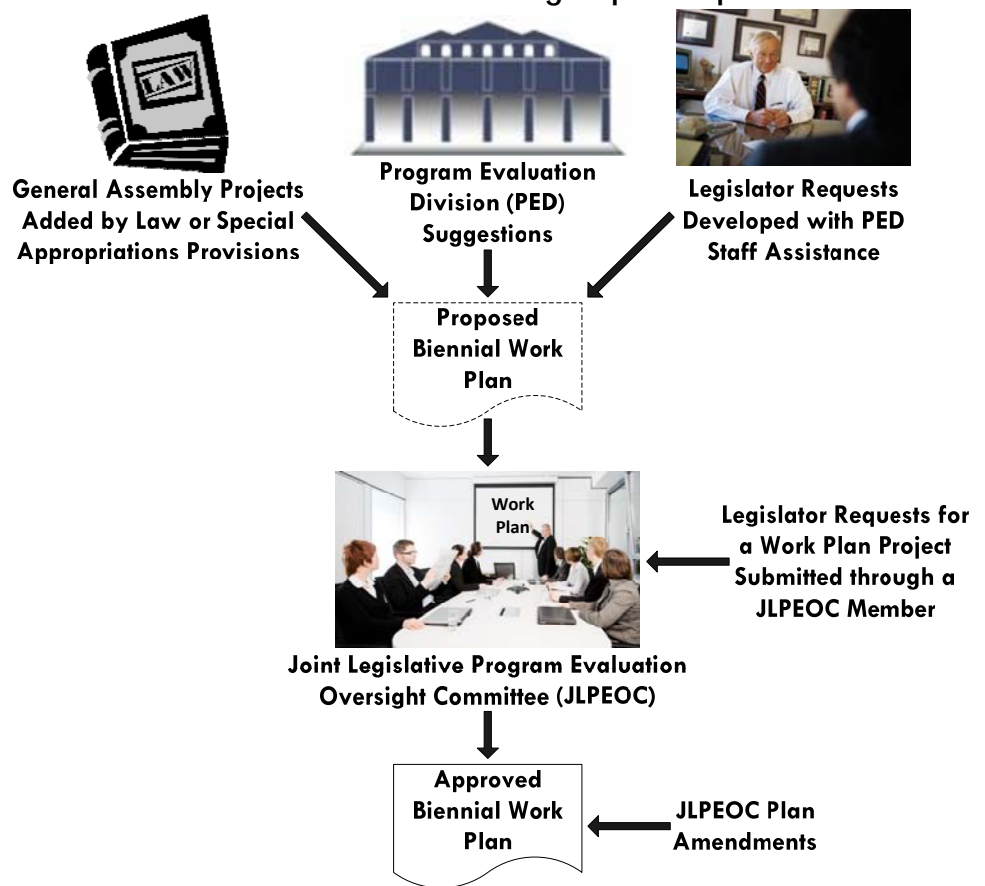 LAW
General Assembly Projects
Added by Law or Special
Appropriations Provisions
Program Evaluation
Division (PED)
Suggestions
Legislator Requests
Developed with PED
Staff Assistance
Proposed
Biennial Work
Plan
Work
Plan
Legislator Requests for
a Work Plan Project
Submitted through a
JLPEOC Member
Joint Legislative Program Evaluation
Oversight Committee (JLPEOC)
Approved
Biennial Work
Plan
JLPEOC Plan
Amendments